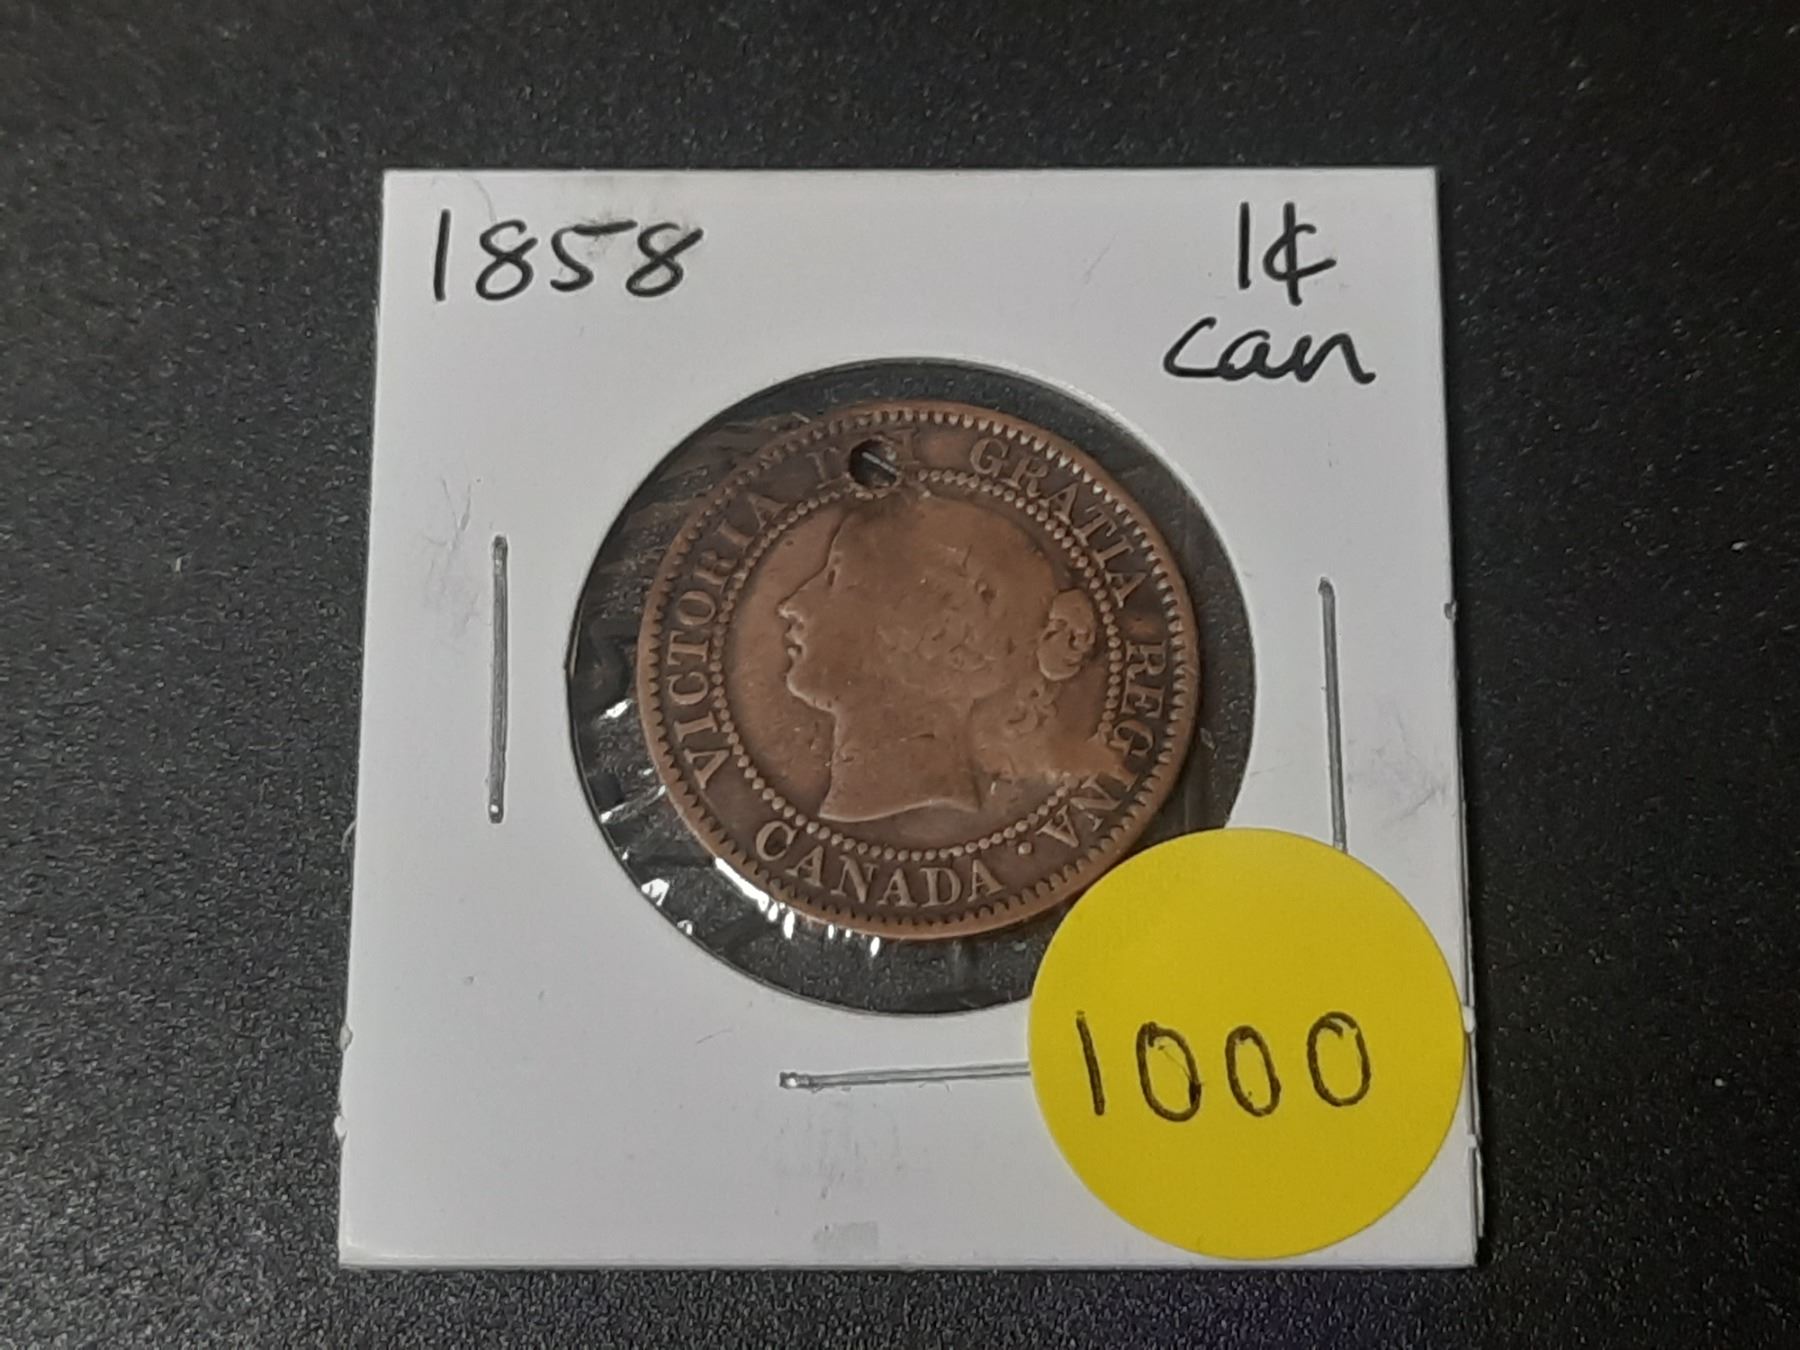 1858
1¢
can
VICTORIA GRATIA REGINA ·
CANADA
1000